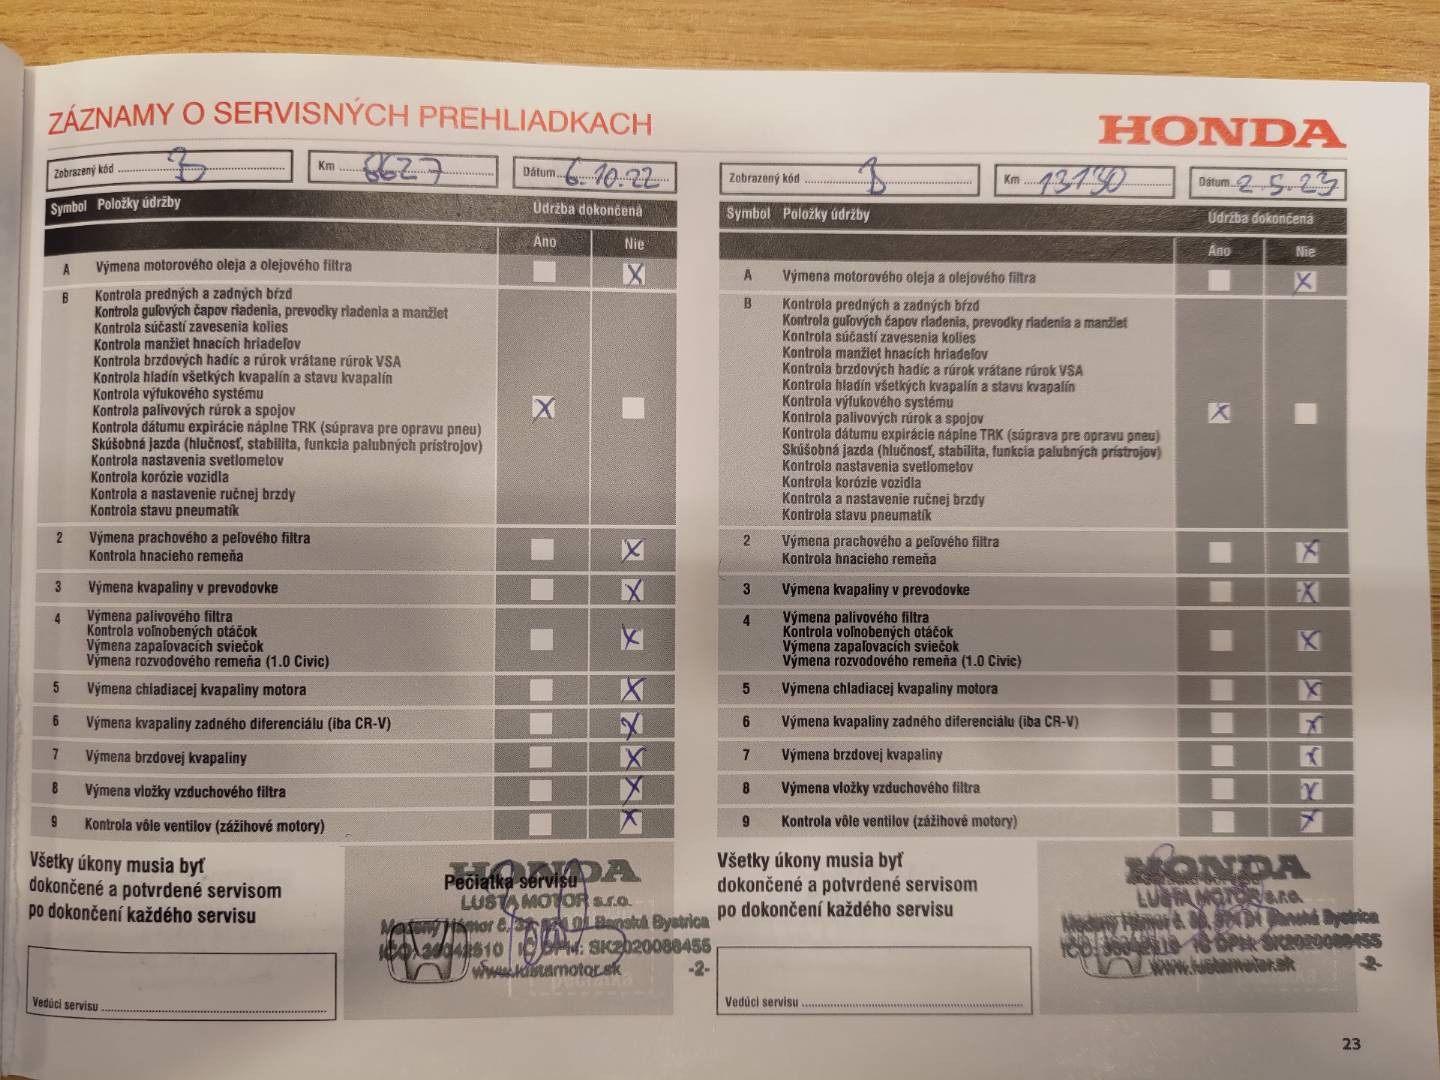 ZÁZNAMY O SERVISNÝCH PREHLIADKACH
HONDA
Zobrazený kód B Km 8627 Dátum 6.10.22
Symbol Položky údržby Údržba dokončená
Áno Nie
A Výmena motorového oleja a olejového filtra X
B Kontrola predných a zadných bŕzd
Kontrola guľových čapov riadenia, prevodky riadenia a manžiet
Kontrola súčastí zavesenia kolies
Kontrola manžiet hnacích hriadeľov
Kontrola brzdových hadíc a rúrok vrátane rúrok VSA
Kontrola hladín všetkých kvapalín a stavu kvapalín
Kontrola výfukového systému
Kontrola palivových rúrok a spojov X
Kontrola dátumu expirácie náplne TRK (súprava pre opravu pneu)
Skúšobná jazda (hlučnosť, stabilita, funkcia palubných prístrojov)
Kontrola nastavenia svetlometov
Kontrola korózie vozidla
Kontrola a nastavenie ručnej brzdy
Kontrola stavu pneumatík
2 Výmena prachového a peľového filtra X
Kontrola hnacieho remeňa
3 Výmena kvapaliny v prevodovke X
4 Výmena palivového filtra
Kontrola voľnobených otáčok X
Výmena zapaľovacích sviečok
Výmena rozvodového remeňa (1.0 Civic)
5 Výmena chladiacej kvapaliny motora X
6 Výmena kvapaliny zadného diferenciálu (iba CR-V) X
7 Výmena brzdovej kvapaliny X
8 Výmena vložky vzduchového filtra X
9 Kontrola vôle ventilov (zážihové motory) X
Všetky úkony musia byť
dokončené a potvrdené servisom
po dokončení každého servisu
Vedúci servisu
HONDA
Pečiatka servisu
LUSTA MOTOR s.r.o.
Banská Bystrica
IČ DPH: SK2020086455
www.lustamotor.sk -2-
Zobrazený kód B Km 13130 Dátum 2.5.23
Symbol Položky údržby Údržba dokončená
Áno Nie
A Výmena motorového oleja a olejového filtra X
B Kontrola predných a zadných bŕzd
Kontrola guľových čapov riadenia, prevodky riadenia a manžiet
Kontrola súčastí zavesenia kolies
Kontrola manžiet hnacích hriadeľov
Kontrola brzdových hadíc a rúrok vrátane rúrok VSA
Kontrola hladín všetkých kvapalín a stavu kvapalín
Kontrola výfukového systému
Kontrola palivových rúrok a spojov X
Kontrola dátumu expirácie náplne TRK (súprava pre opravu pneu)
Skúšobná jazda (hlučnosť, stabilita, funkcia palubných prístrojov)
Kontrola nastavenia svetlometov
Kontrola korózie vozidla
Kontrola a nastavenie ručnej brzdy
Kontrola stavu pneumatík
2 Výmena prachového a peľového filtra X
Kontrola hnacieho remeňa
3 Výmena kvapaliny v prevodovke X
4 Výmena palivového filtra
Kontrola voľnobených otáčok X
Výmena zapaľovacích sviečok
Výmena rozvodového remeňa (1.0 Civic)
5 Výmena chladiacej kvapaliny motora X
6 Výmena kvapaliny zadného diferenciálu (iba CR-V) X
7 Výmena brzdovej kvapaliny X
8 Výmena vložky vzduchového filtra X
9 Kontrola vôle ventilov (zážihové motory) X
Všetky úkony musia byť
dokončené a potvrdené servisom
po dokončení každého servisu
Vedúci servisu
HONDA
LUSTA MOTOR s.r.o.
Banská Bystrica
IČ DPH: SK2020086455
www.lustamotor.sk -2-
23